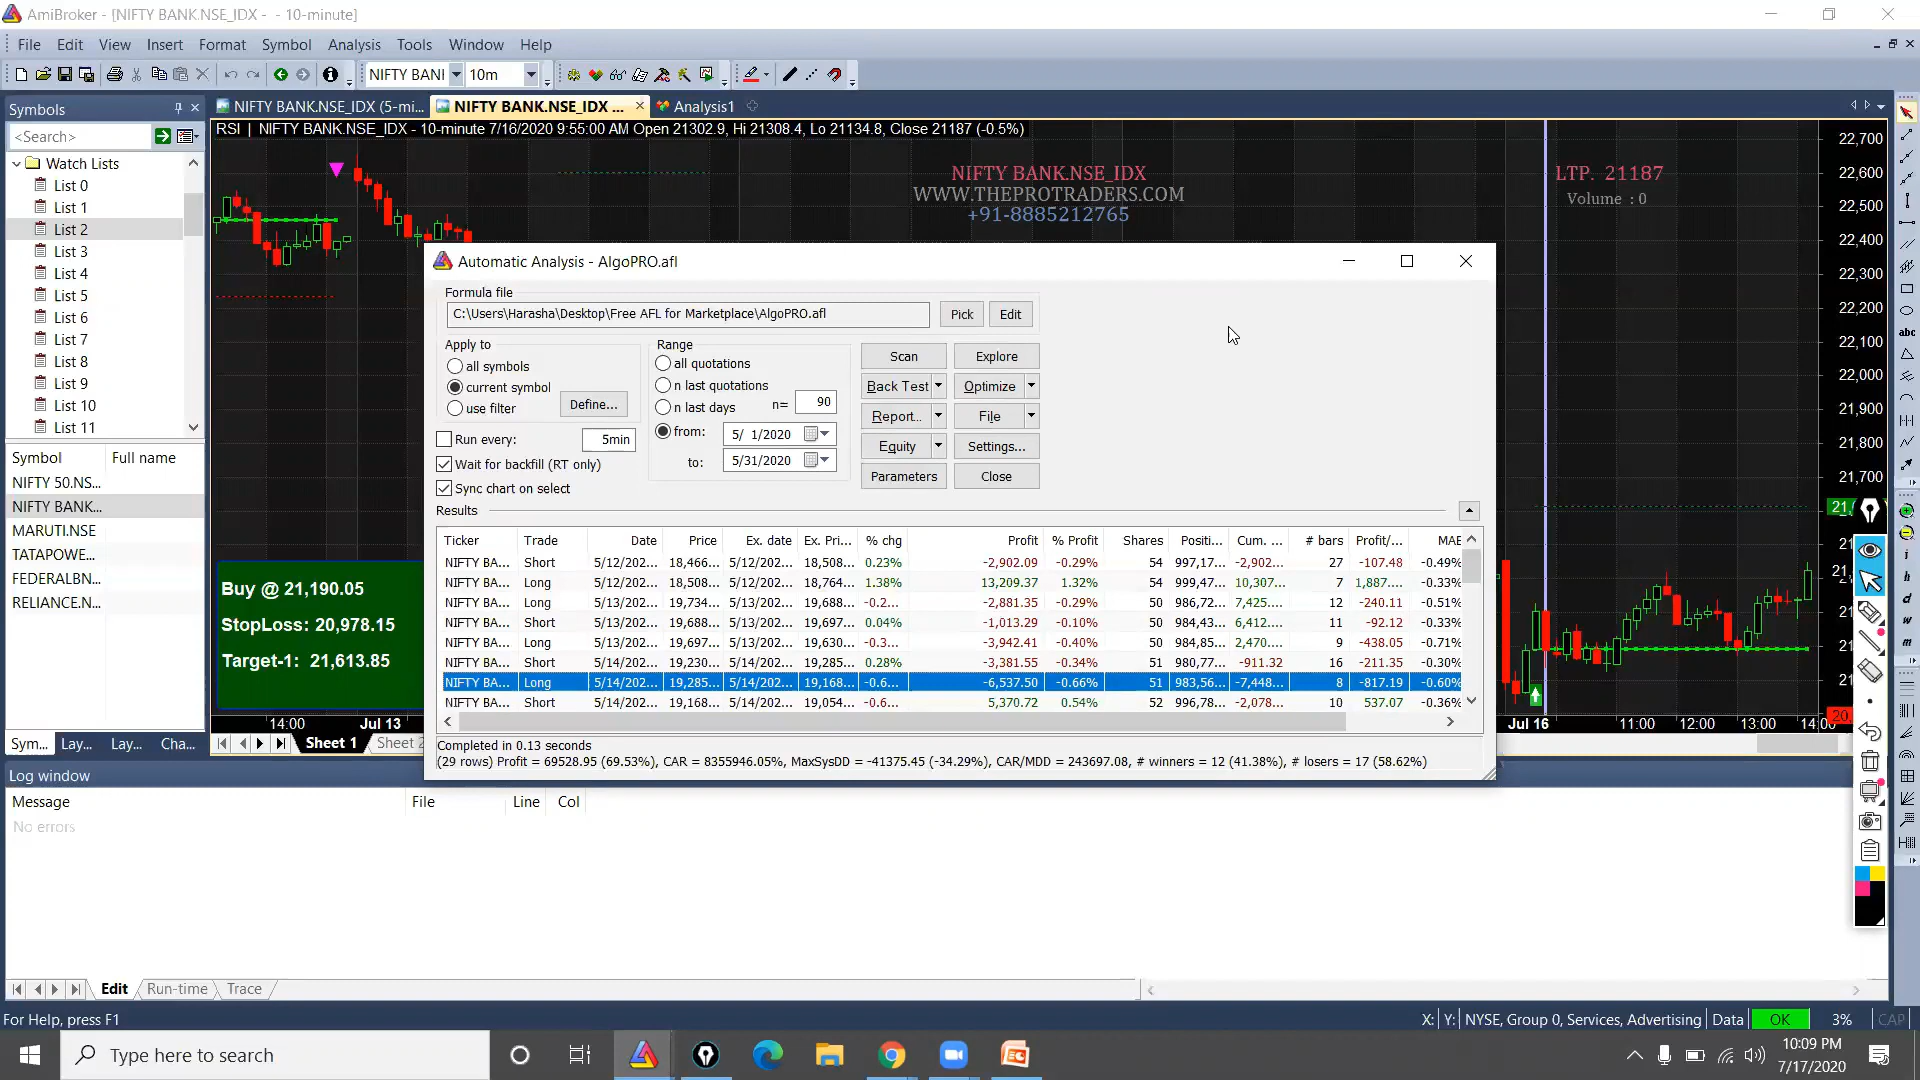 AmiBroker - [NIFTY BANK.NSE_IDX - - 10-minute]
File Edit View Insert Format Symbol Analysis Tools Window Help
NIFTY BANI 10m
Symbols
NIFTY BANK.NSE_IDX (5-mi...
NIFTY BANK.NSE_IDX ...
Analysis1
<Search>
RSI | NIFTY BANK.NSE_IDX - 10-minute 7/16/2020 9:55:00 AM Open 21302.9, Hi 21308.4, Lo 21134.8, Close 21187 (-0.5%)
Watch Lists
List 0
List 1
List 2
List 3
List 4
List 5
List 6
List 7
List 8
List 9
List 10
List 11
NIFTY BANK.NSE_IDX
WWW.THEPROTRADERS.COM
+91-8885212765
LTP. 21187
Volume : 0
22,700
22,600
22,500
22,400
22,300
22,200
22,100
22,000
21,900
21,800
21,700
Symbol Full name
NIFTY 50.NS...
NIFTY BANK...
MARUTI.NSE
TATAPOWE...
FEDERALBN...
RELIANCE.N...
Buy @ 21,190.05
StopLoss: 20,978.15
Target-1: 21,613.85
14:00 Jul 13
Jul 16 11:00 12:00 13:00
Sym... Lay... Lay... Cha...
Sheet 1 Sheet 2
Automatic Analysis - AlgoPRO.afl
Formula file
C:\Users\Harasha\Desktop\Free AFL for Marketplace\AlgoPRO.afl
Pick Edit
Apply to
all symbols
current symbol
use filter
Define...
Range
all quotations
n last quotations
n last days n= 90
from: 5/ 1/2020
to: 5/31/2020
Scan Explore
Back Test Optimize
Report... File
Equity Settings...
Parameters Close
Run every: 5min
Wait for backfill (RT only)
Sync chart on select
Results
Ticker Trade Date Price Ex. date Ex. Pri... % chg Profit % Profit Shares Positi... Cum. ... # bars Profit/... MAE
NIFTY BA... Short 5/12/202... 18,466... 5/12/202... 18,508... 0.23% -2,902.09 -0.29% 54 997,17... -2,902... 27 -107.48 -0.49%
NIFTY BA... Long 5/12/202... 18,508... 5/12/202... 18,764... 1.38% 13,209.37 1.32% 54 999,47... 10,307... 7 1,887.... -0.33%
NIFTY BA... Long 5/13/202... 19,734... 5/13/202... 19,688... -0.2... -2,881.35 -0.29% 50 986,72... 7,425.... 12 -240.11 -0.51%
NIFTY BA... Short 5/13/202... 19,688... 5/13/202... 19,697... 0.04% -1,013.29 -0.10% 50 984,43... 6,412.... 11 -92.12 -0.33%
NIFTY BA... Long 5/13/202... 19,697... 5/13/202... 19,630... -0.3... -3,942.41 -0.40% 50 984,85... 2,470.... 9 -438.05 -0.71%
NIFTY BA... Short 5/14/202... 19,230... 5/14/202... 19,285... 0.28% -3,381.55 -0.34% 51 980,77... -911.32 16 -211.35 -0.30%
NIFTY BA... Long 5/14/202... 19,285... 5/14/202... 19,168... -0.6... -6,537.50 -0.66% 51 983,56... -7,448... 8 -817.19 -0.60%
NIFTY BA... Short 5/14/202... 19,168... 5/14/202... 19,054... -0.6... 5,370.72 0.54% 52 996,78... -2,078... 10 537.07 -0.36%
Completed in 0.13 seconds
(29 rows) Profit = 69528.95 (69.53%), CAR = 8355946.05%, MaxSysDD = -41375.45 (-34.29%), CAR/MDD = 243697.08, # winners = 12 (41.38%), # losers = 17 (58.62%)
Log window
Message File Line Col
No errors
Edit Run-time Trace
For Help, press F1
X: Y: NYSE, Group 0, Services, Advertising Data OK 3% CAP
Type here to search
10:09 PM
7/17/2020